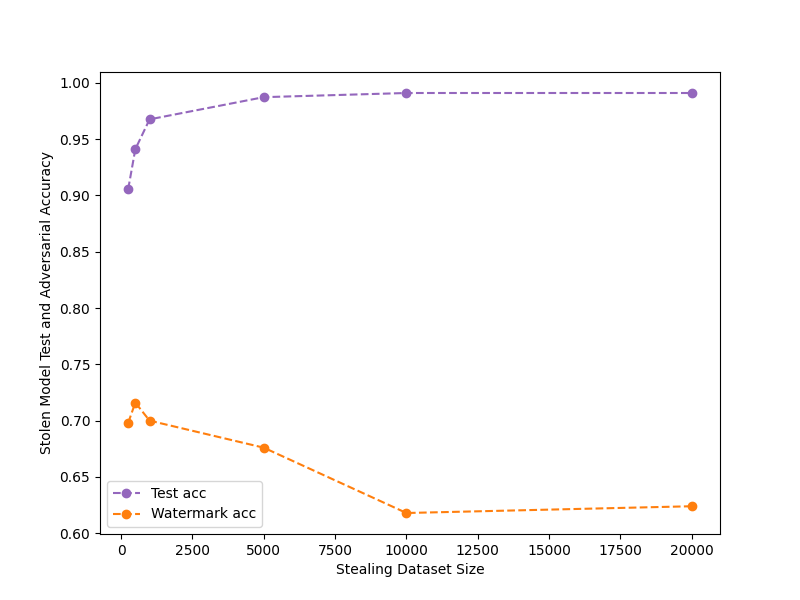 1.00
0.95
0.90
0.85
0.80
0.75
0.70
0.65
0.60
Stolen Model Test and Adversarial Accuracy
Test acc
Watermark acc
0 2500 5000 7500 10000 12500 15000 17500 20000
Stealing Dataset Size